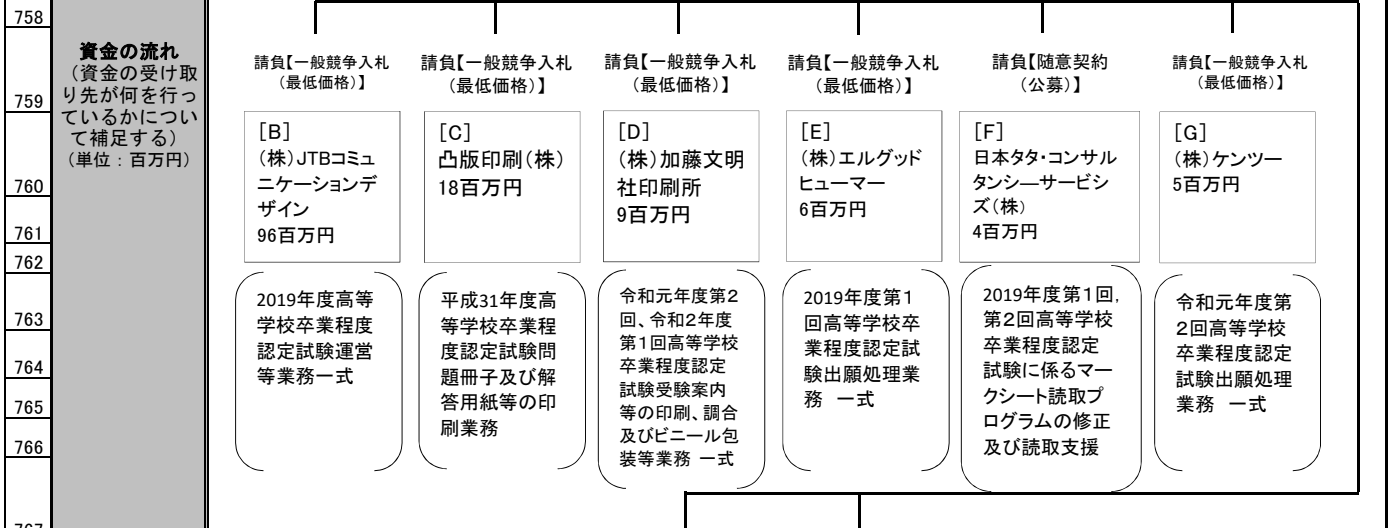 758
759
760
761
762
763
764
765
766
資金の流れ
（資金の受け取
り先が何を行っ
ているかについ
て補足する）
（単位：百万円）
請負【一般競争入札
（最低価格）】
[B]
（株）JTBコミュ
ニケーションデ
ザイン
96百万円
2019年度高等
学校卒業程度
認定試験運営
等業務一式
請負【一般競争入札
（最低価格）】
[C]
凸版印刷（株）
18百万円
平成31年度高
等学校卒業程
度認定試験問
題冊子及び解
答用紙等の印
刷業務
請負【一般競争入札
（最低価格）】
[D]
（株）加藤文明
社印刷所
9百万円
令和元年度第2
回、令和2年度
第1回高等学校
卒業程度認定
試験受験案内
等の印刷、調合
及びビニール包
装等業務 一式
請負【一般競争入札
（最低価格）】
[E]
（株）エルグッド
ヒューマー
6百万円
2019年度第1
回高等学校卒
業程度認定試
験出願処理業
務　一式
請負【随意契約
（公募）】
[F]
日本タタ・コンサル
タンシ―サービシ
ズ（株）
4百万円
2019年度第1回,
第2回高等学校
卒業程度認定
試験に係るマー
クシート読取プ
ログラムの修正
及び読取支援
請負【一般競争入札
（最低価格）】
[G]
（株）ケンツー
5百万円
令和元年度第
2回高等学校
卒業程度認定
試験出願処理
業務　一式